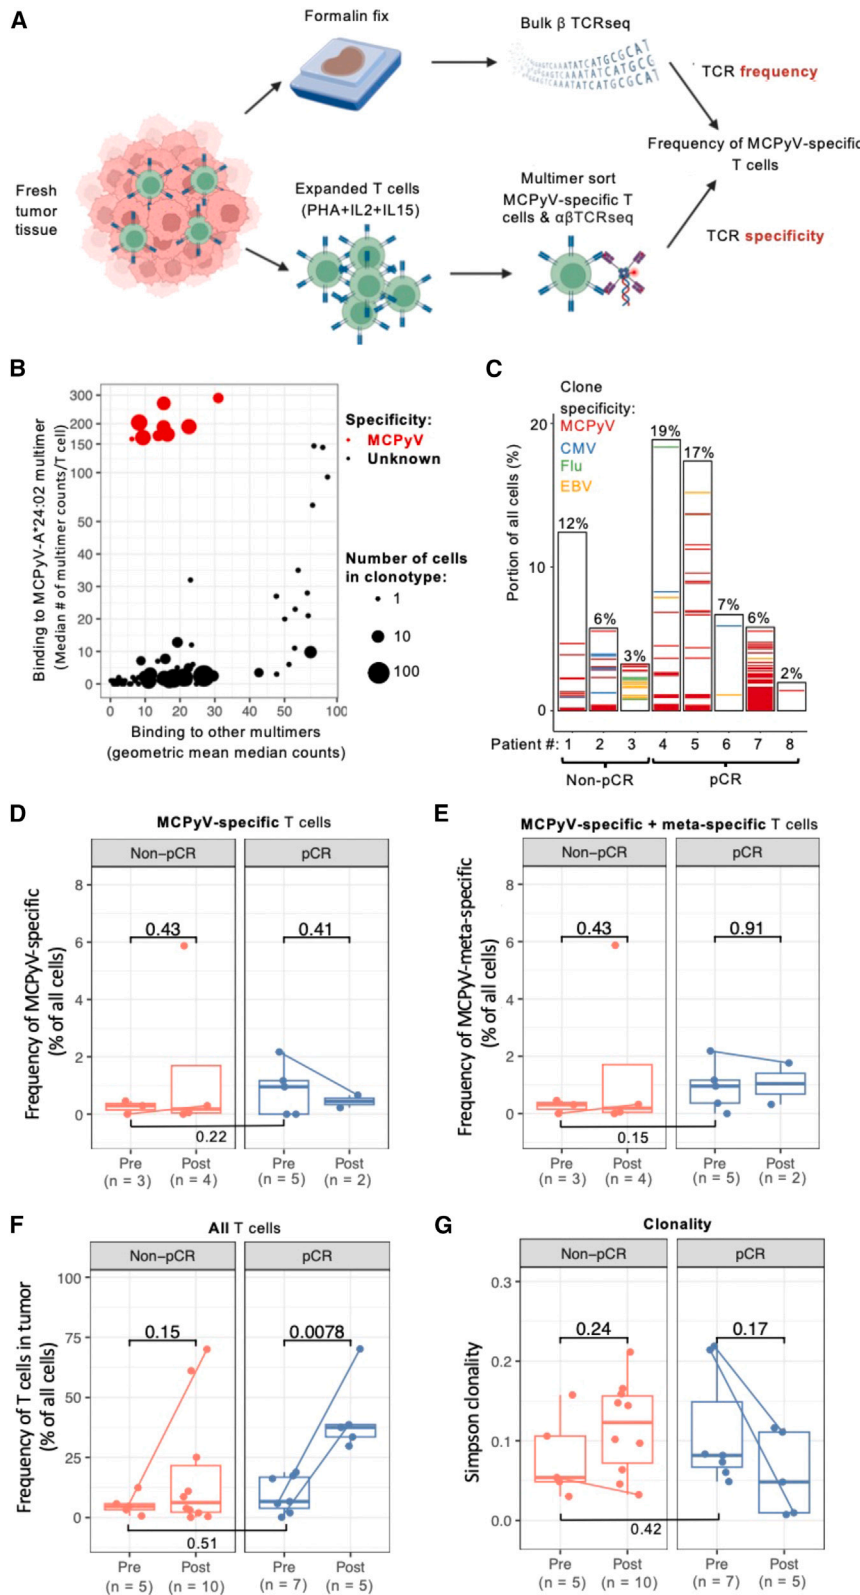 A
Formalin fix
Bulk β TCRseq
TCR frequency
Frequency of MCPyV-specific
T cells
Fresh
tumor
tissue
Expanded T cells
(PHA+IL2+IL15)
Multimer sort
MCPyV-specific T
cells & αβTCRseq
TCR specificity
B
Binding to MCPyV-A*24:02 multimer
(Median # of multimer counts/T cell)
300
200
150
100
50
40
30
20
10
0
0 10 20 30 40 50 100
Binding to other multimers
(geometric mean median counts)
Specificity:
MCPyV
Unknown
Number of cells
in clonotype:
1
10
100
C
Clone
specificity:
MCPyV
CMV
Flu
EBV
Portion of all cells (%)
20
10
0
12%
6%
3%
19%
17%
7%
6%
2%
Patient #: 1 2 3 4 5 6 7 8
Non-pCR
pCR
D
MCPyV-specific T cells
Non-pCR
pCR
Frequency of MCPyV-specific
(% of all cells)
8
6
4
2
0
0.43
0.41
0.22
Pre
(n = 3)
Post
(n = 4)
Pre
(n = 5)
Post
(n = 2)
E
MCPyV-specific + meta-specific T cells
Non-pCR
pCR
Frequency of MCPyV-meta-specific
(% of all cells)
8
6
4
2
0
0.43
0.91
0.15
Pre
(n = 3)
Post
(n = 4)
Pre
(n = 5)
Post
(n = 2)
F
All T cells
Non-pCR
pCR
Frequency of T cells in tumor
(% of all cells)
100
75
50
25
0
0.15
0.0078
0.51
Pre
(n = 5)
Post
(n = 10)
Pre
(n = 7)
Post
(n = 5)
G
Clonality
Non-pCR
pCR
Simpson clonality
0.3
0.2
0.1
0.0
0.24
0.17
0.42
Pre
(n = 5)
Post
(n = 10)
Pre
(n = 7)
Post
(n = 5)